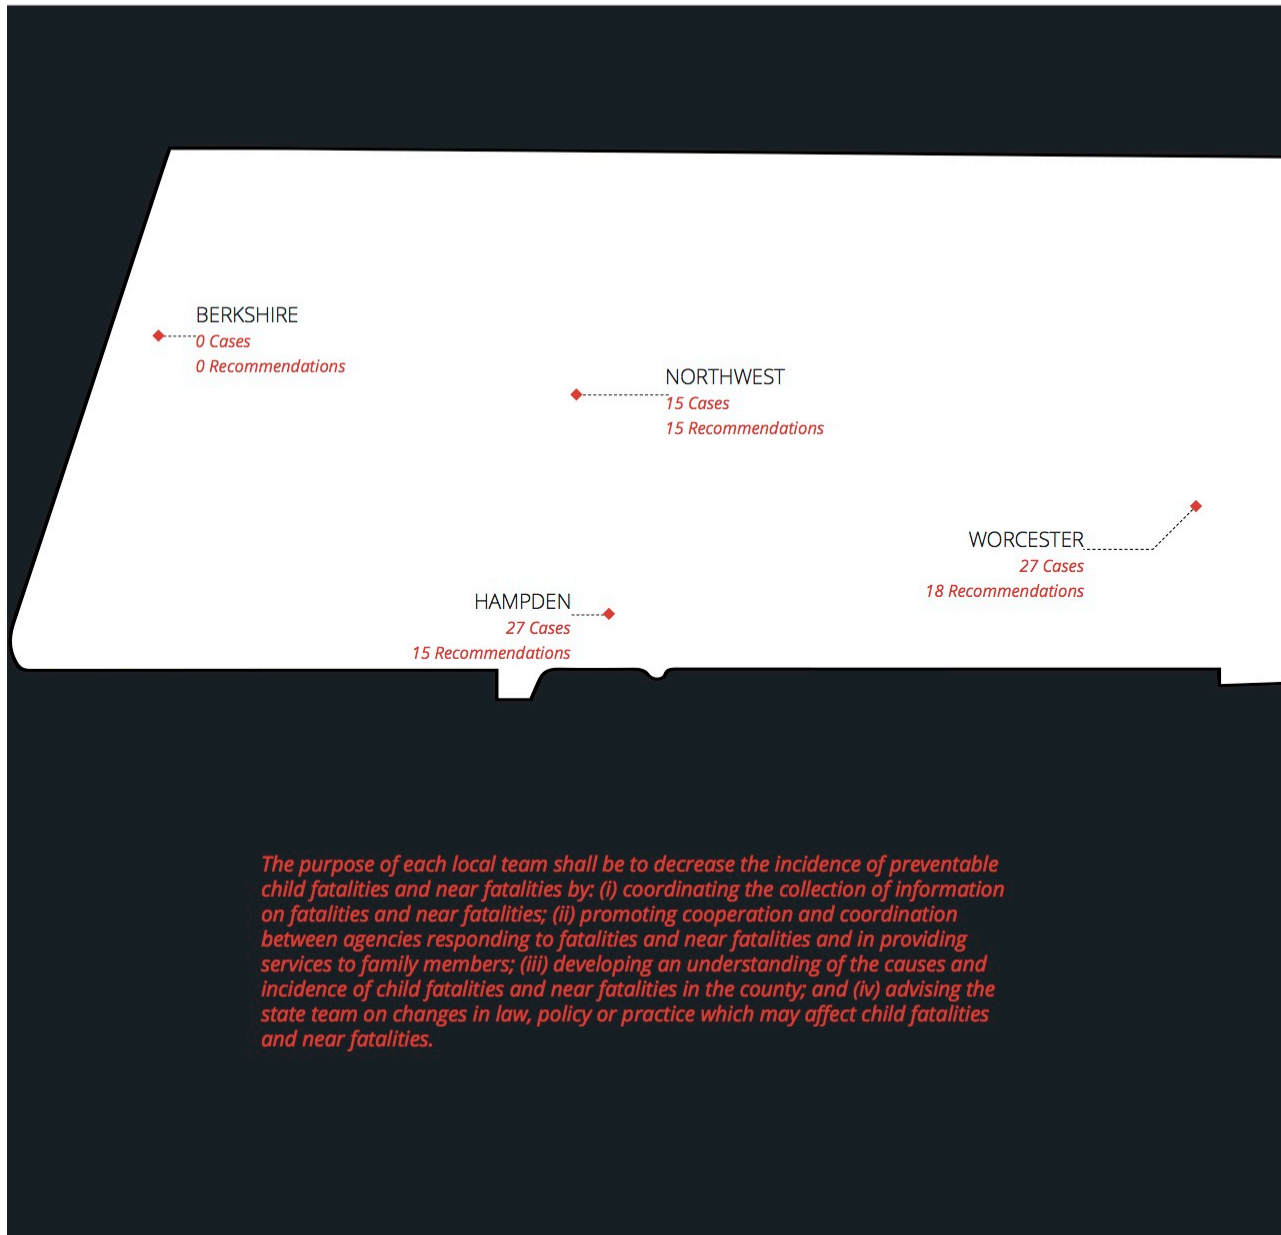 BERKSHIRE
0 Cases
0 Recommendations
NORTHWEST
15 Cases
15 Recommendations
WORCESTER
27 Cases
18 Recommendations
HAMPDEN
27 Cases
15 Recommendations
The purpose of each local team shall be to decrease the incidence of preventable
child fatalities and near fatalities by: (i) coordinating the collection of information
on fatalities and near fatalities; (ii) promoting cooperation and coordination
between agencies responding to fatalities and near fatalities and in providing
services to family members; (iii) developing an understanding of the causes and
incidence of child fatalities and near fatalities in the county; and (iv) advising the
state team on changes in law, policy or practice which may affect child fatalities
and near fatalities.